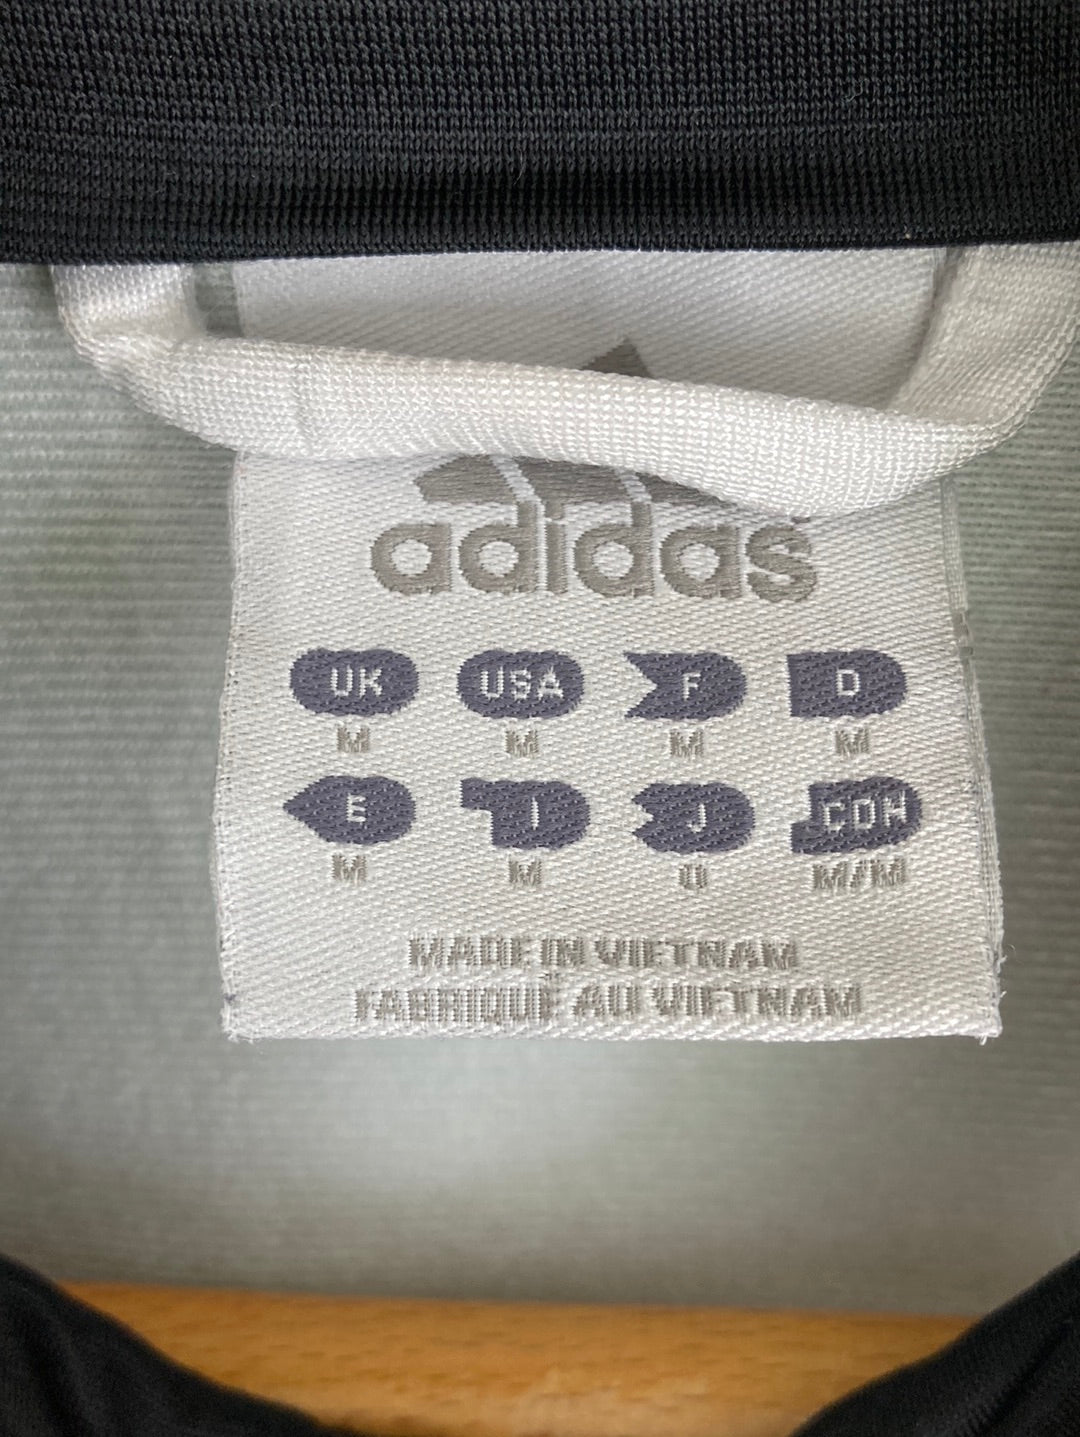 adidas
UK USA F D
M M M M
E I J CDN
M M O M/M
MADE IN VIETNAM
FABRIQUÉ AU VIETNAM